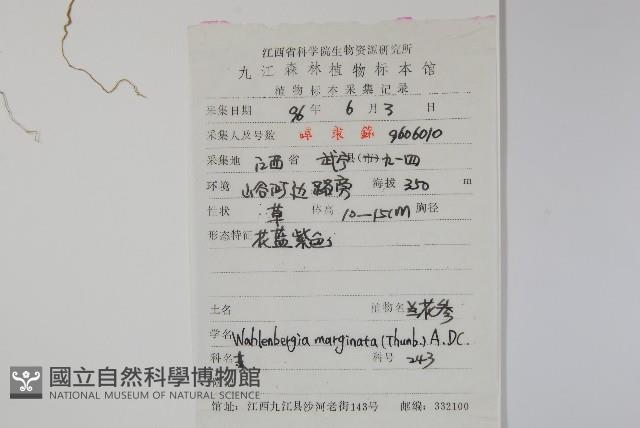 江西省科学院生物资源研究所
九江森林植物标本馆
植物标本采集记录
采集日期 96 年 6 月 3 日
采集人及号数 9606010
采集地 江西 省 武宁 县(市) 九一四
环境 山谷河边路旁 海拔 350 m
性状 草 体高 10—15cm 胸径
形态特征 花蓝紫色
土名 植物名 兰花参
学名 Wahlenbergia marginata (Thunb.) A.DC.
科名 科号 243
國立自然科學博物館
NATIONAL MUSEUM OF NATURAL SCIENCE
馆址：江西九江县沙河老街143号 邮编：332100